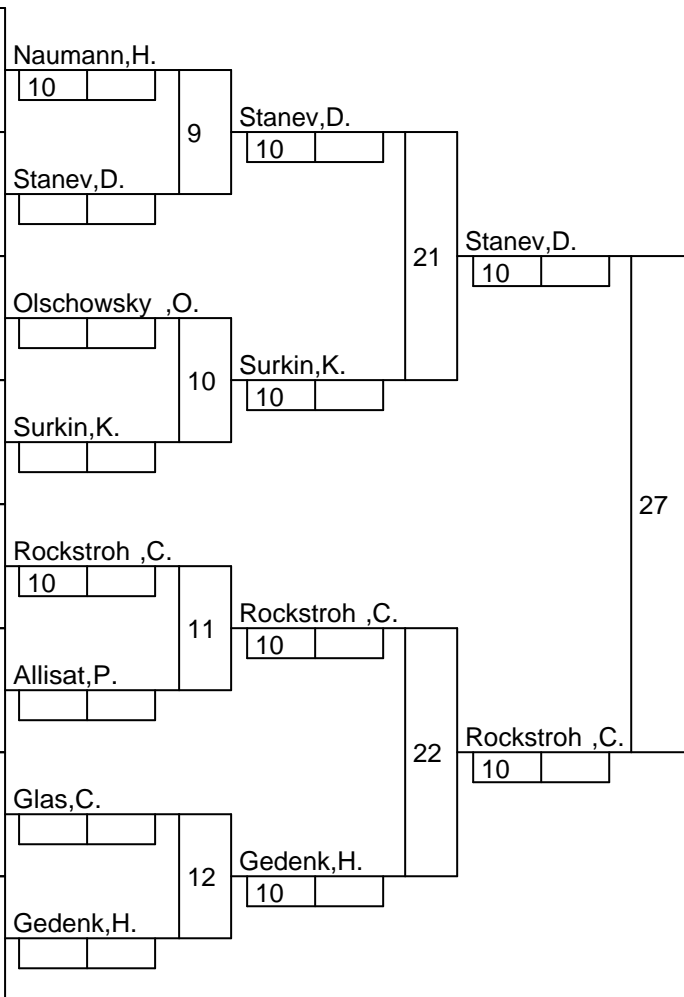 Naumann,H.
10
9
Stanev,D.
10
Stanev,D.
21
Stanev,D.
10
Olschowsky ,O.
10
Surkin,K.
10
Surkin,K.
27
Rockstroh ,C.
10
11
Rockstroh ,C.
10
Allisat,P.
22
Rockstroh ,C.
10
Glas,C.
12
Gedenk,H.
10
Gedenk,H.